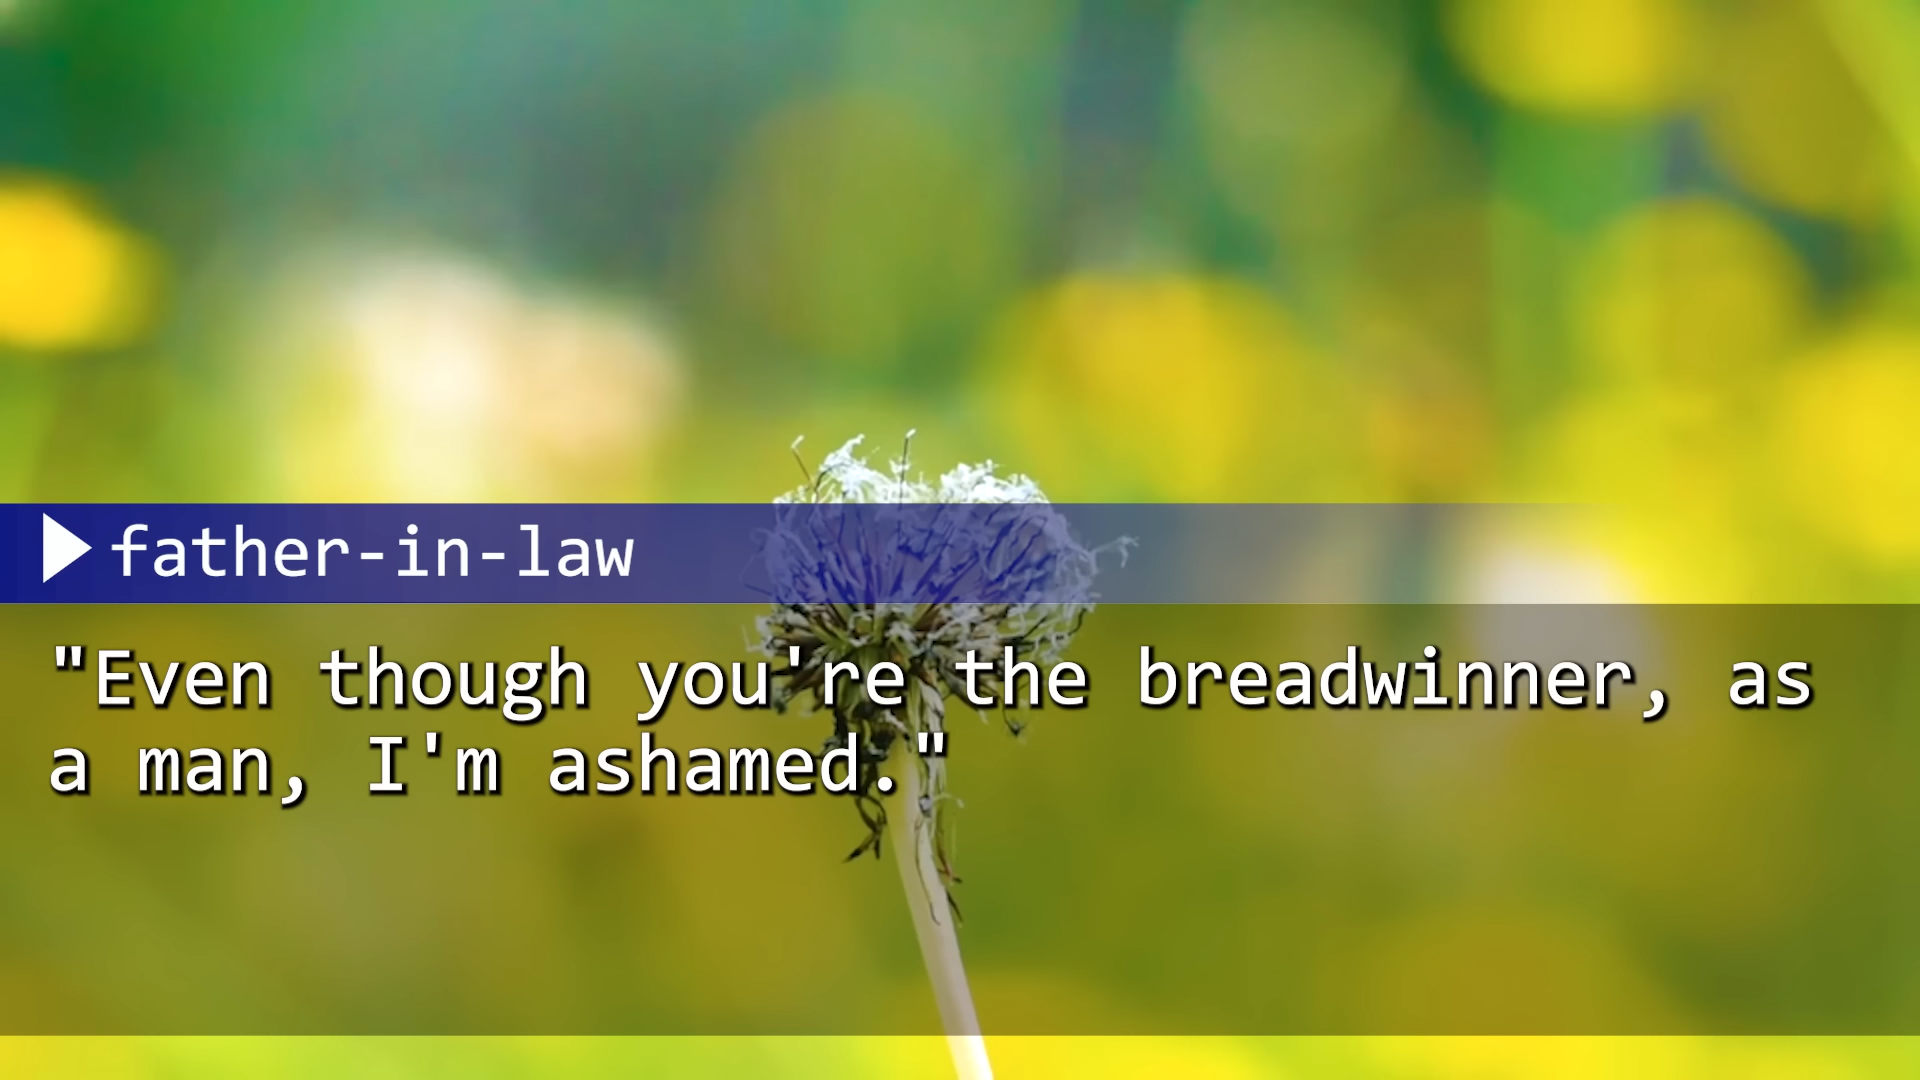 father-in-law
"Even though you're the breadwinner, as
a man, I'm ashamed."